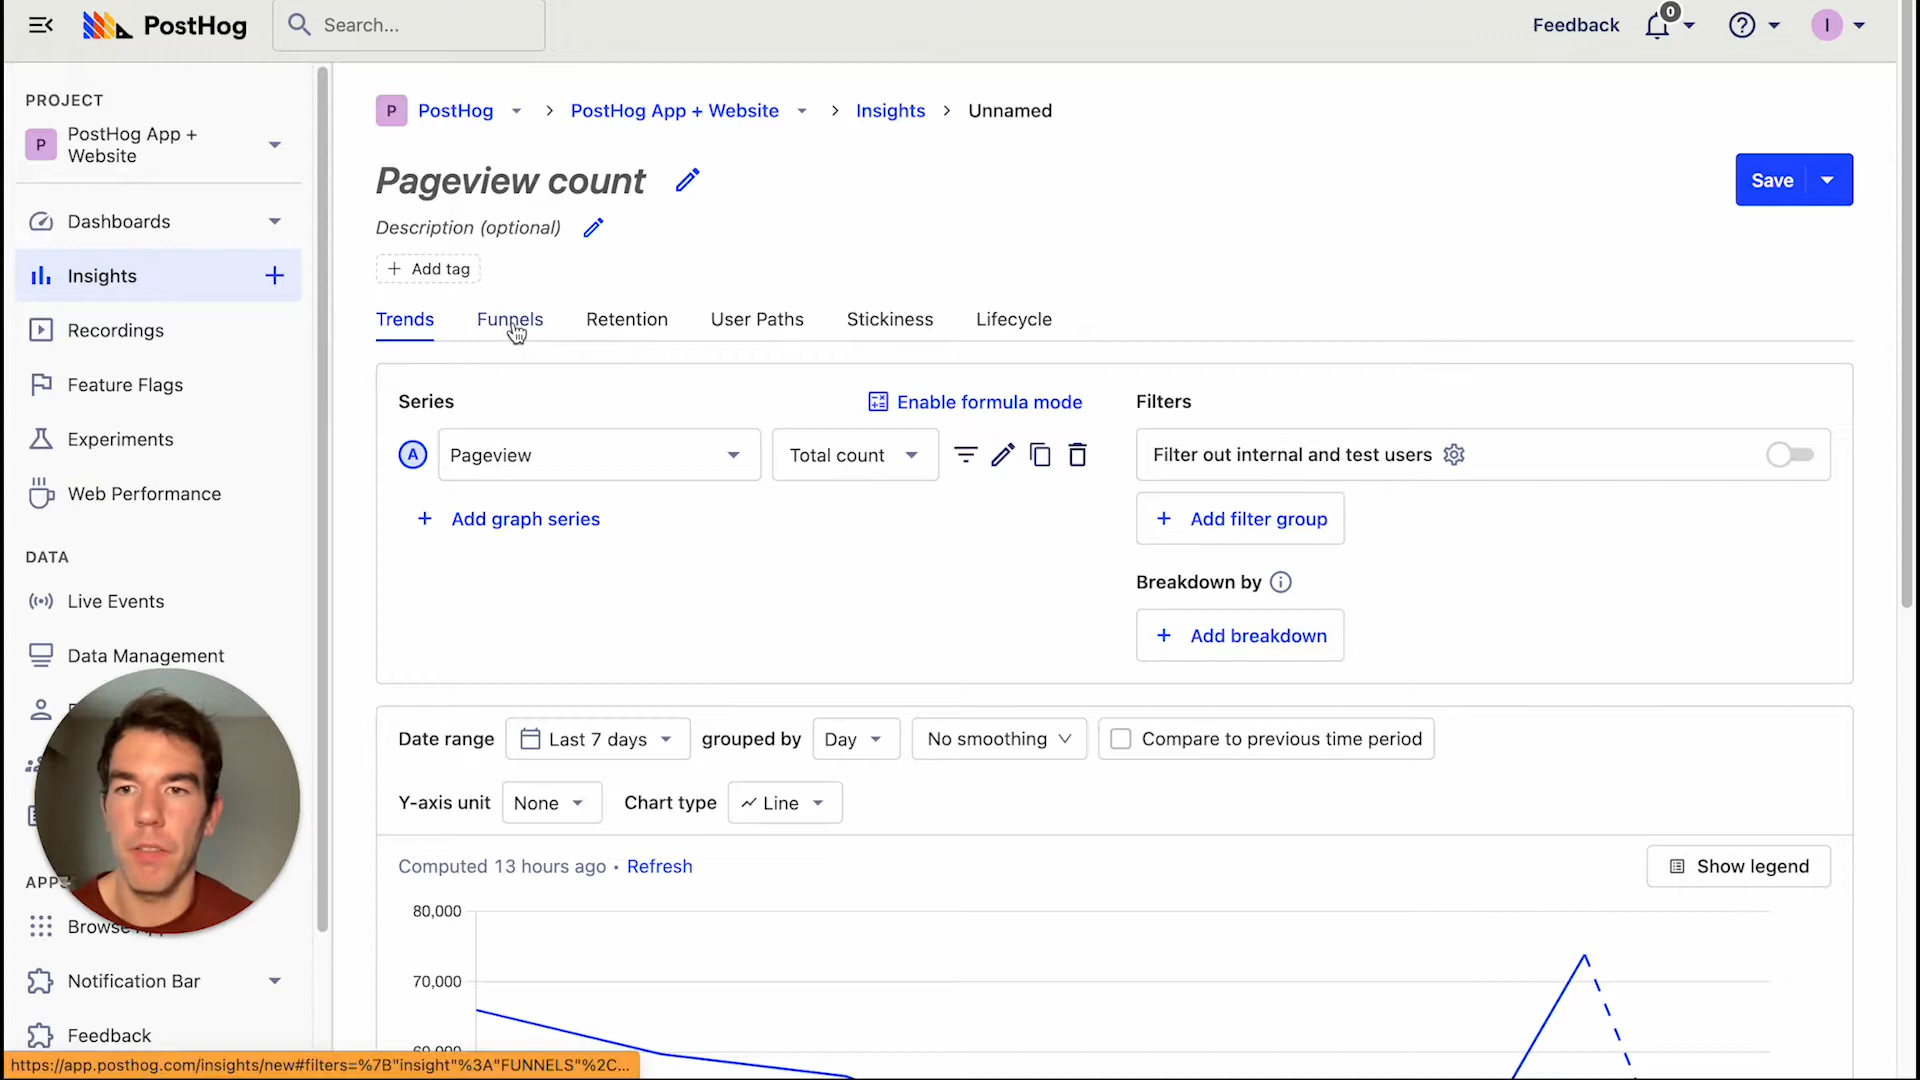 PostHog
Search...
Feedback
0
I
PROJECT
P
PostHog App +
Website
Dashboards
Insights
Recordings
Feature Flags
Experiments
Web Performance
DATA
Live Events
Data Management
APPS
Browse
Notification Bar
Feedback
P PostHog > PostHog App + Website > Insights > Unnamed
Pageview count
Save
Description (optional)
+ Add tag
Trends Funnels Retention User Paths Stickiness Lifecycle
Series
Enable formula mode
A Pageview Total count
+ Add graph series
Filters
Filter out internal and test users
+ Add filter group
Breakdown by
+ Add breakdown
Date range Last 7 days grouped by Day No smoothing Compare to previous time period
Y-axis unit None Chart type Line
Computed 13 hours ago • Refresh
Show legend
80,000
70,000
60,000
https://app.posthog.com/insights/new#filters=%7B"insight"%3A"FUNNELS"%2C...